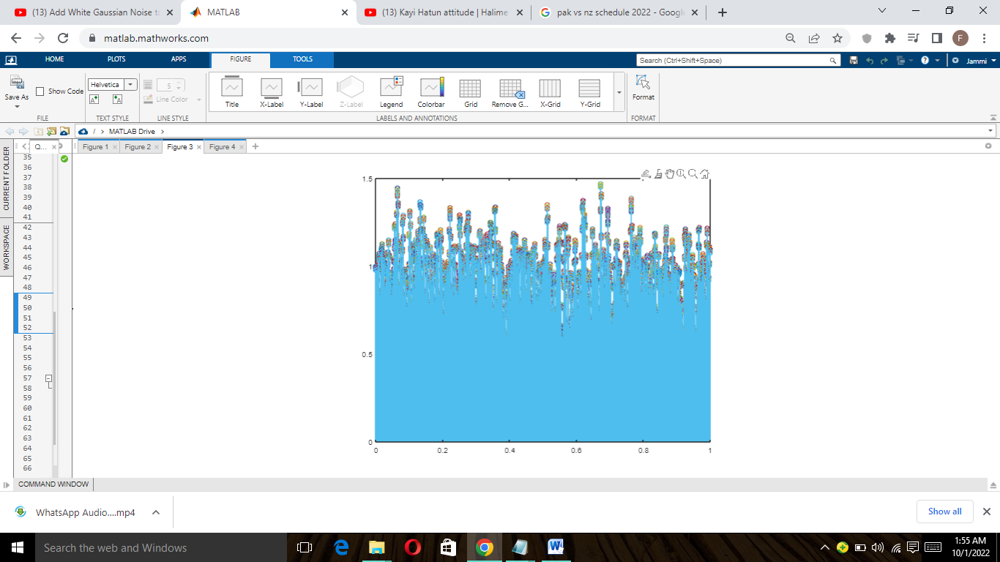 (13) Add White Gaussian Noise to
MATLAB
(13) Kayi Hatun attitude | Halime
pak vs nz schedule 2022 - Google
matlab.mathworks.com
F
HOME
PLOTS
APPS
FIGURE
TOOLS
Search (Ctrl+Shift+Space)
Jammi
Save As
Show Code
Helvetica
5
Line Color
A
A
Title
X-Label
Y-Label
Z-Label
Legend
Colorbar
Grid
Remove G...
X-Grid
Y-Grid
Format
FILE
TEXT STYLE
LINE STYLE
LABELS AND ANNOTATIONS
FORMAT
/ > MATLAB Drive >
CURRENT FOLDER
WORKSPACE
Q...
Figure 1
Figure 2
Figure 3
Figure 4
35
36
37
38
39
40
41
42
43
44
45
46
47
48
49
50
51
52
53
54
55
56
57
58
59
60
61
62
63
64
65
66
1.5
1
0.5
0
0
0.2
0.4
0.6
0.8
1
COMMAND WINDOW
WhatsApp Audio....mp4
Show all
Search the web and Windows
1:55 AM
10/1/2022